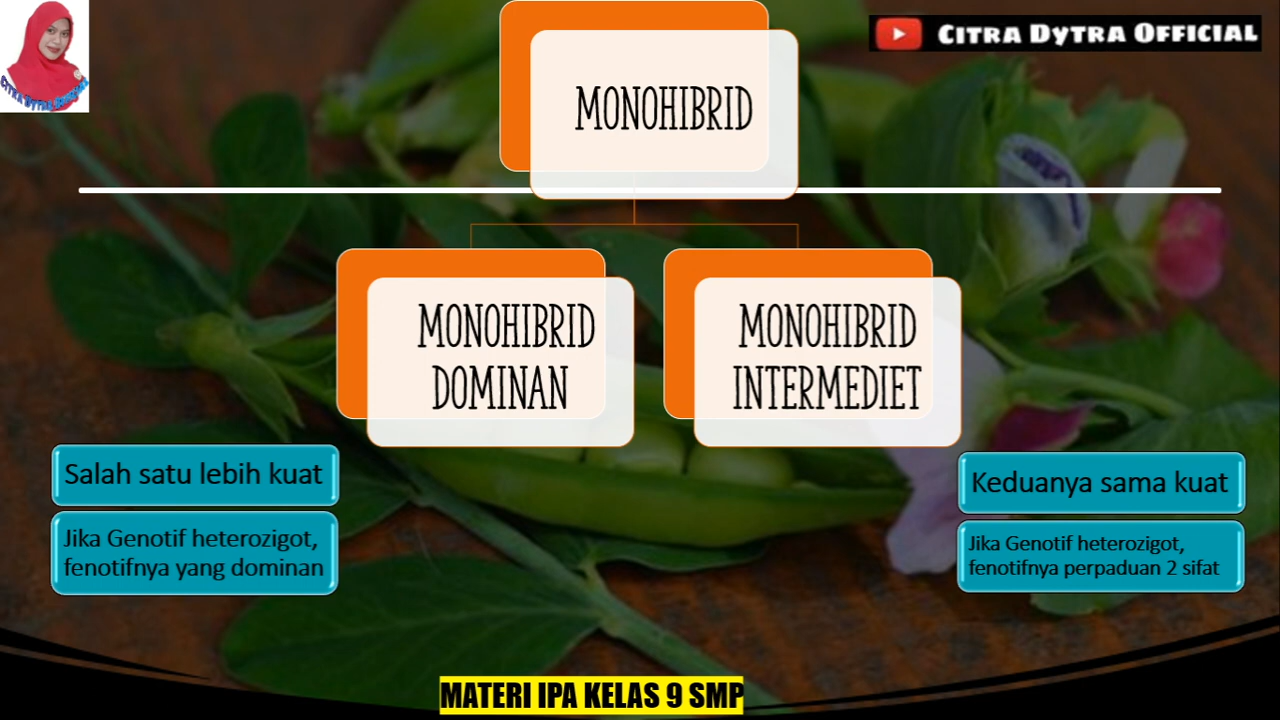 CITRA DYTRA OFFICIAL
MONOHIBRID
MONOHIBRID
DOMINAN
MONOHIBRID
INTERMEDIET
Salah satu lebih kuat
Jika Genotif heterozigot,
fenotifnya yang dominan
Keduanya sama kuat
Jika Genotif heterozigot,
fenotifnya perpaduan 2 sifat
MATERI IPA KELAS 9 SMP